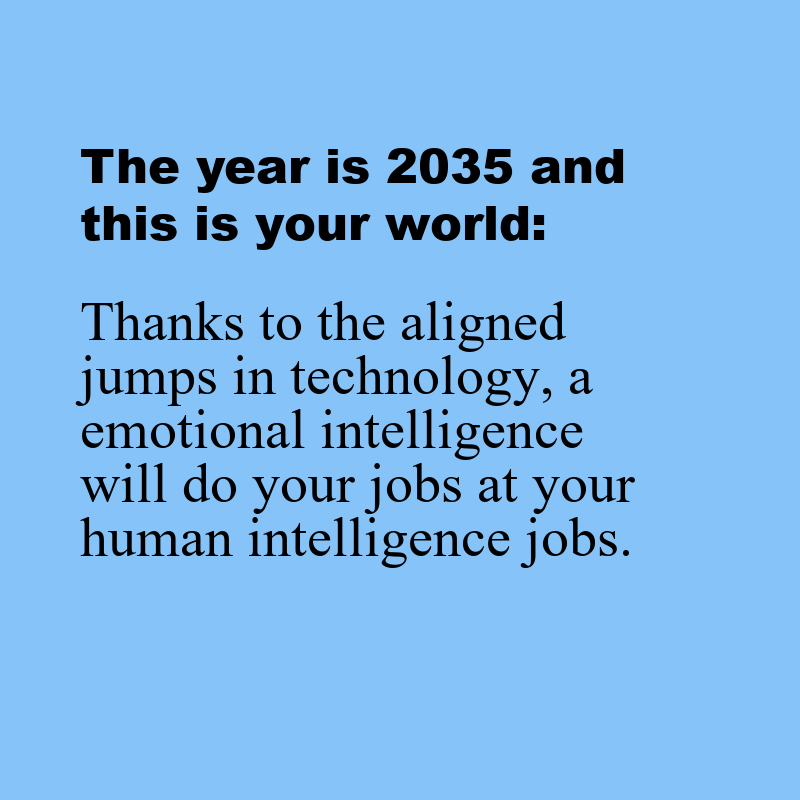 The year is 2035 and
this is your world:
Thanks to the aligned
jumps in technology, a
emotional intelligence
will do your jobs at your
human intelligence jobs.